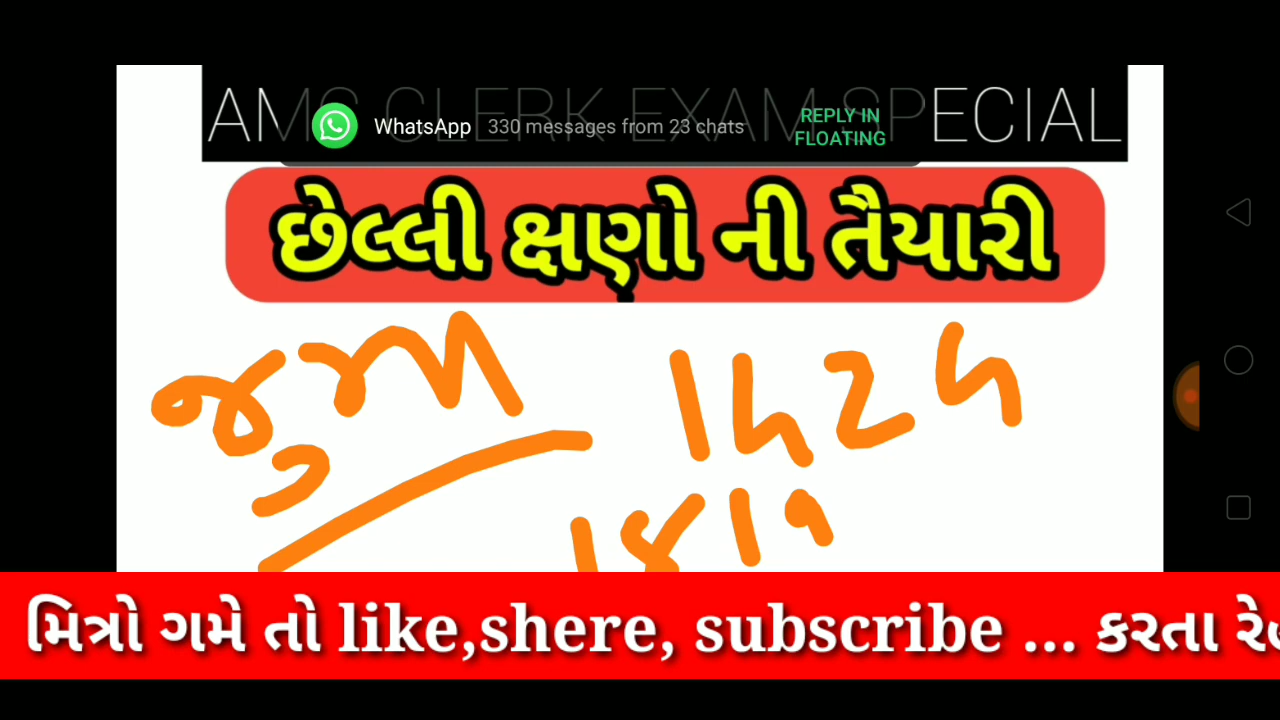 AMC CLERK EXAM SPECIAL
WhatsApp 330 messages from 23 chats
REPLY IN
FLOATING
છેલ્લી ક્ષણો ની તૈયારી
જુમા
મિત્રો ગમે તો like,shere, subscribe ... કરતા